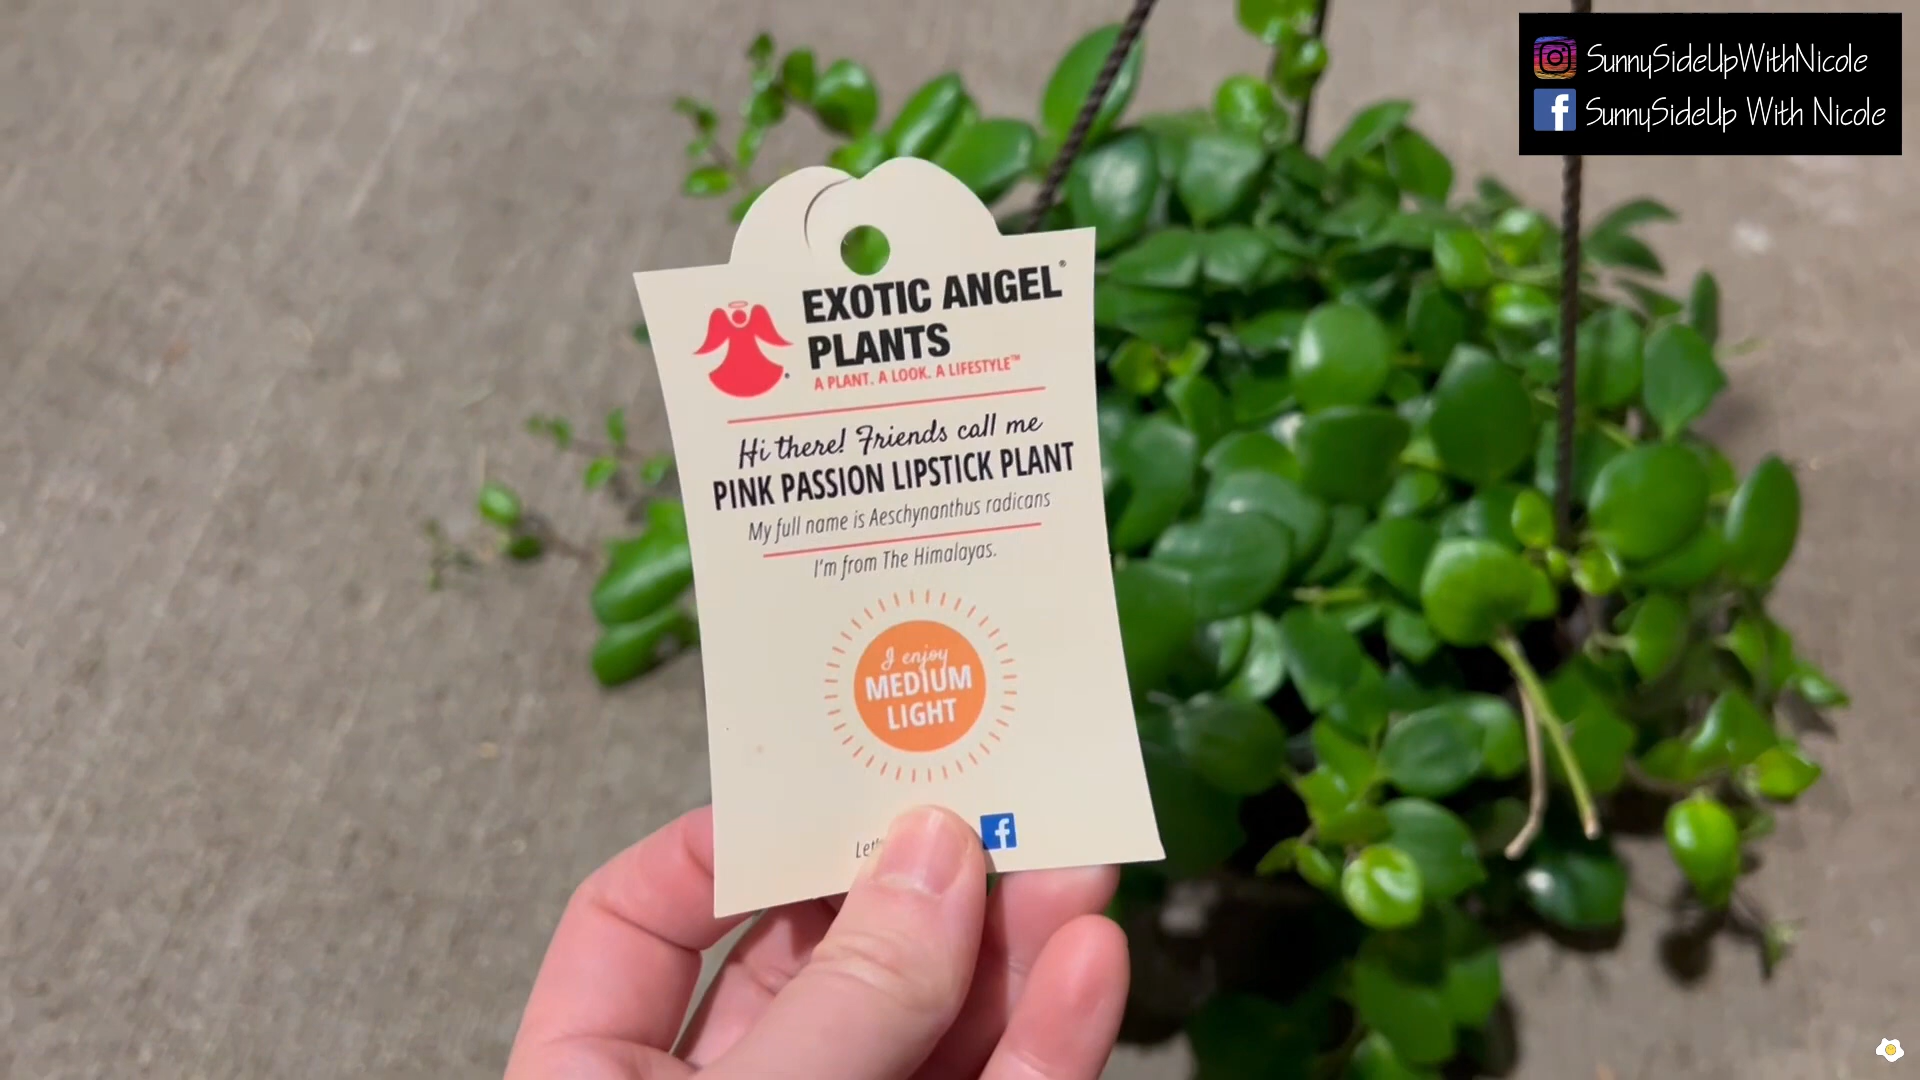 SunnySideUpWithNicole
SunnySideUp With Nicole
EXOTIC ANGEL®
PLANTS
A PLANT. A LOOK. A LIFESTYLE™
Hi there! Friends call me
PINK PASSION LIPSTICK PLANT
My full name is Aeschynanthus radicans
I'm from The Himalayas.
I enjoy
MEDIUM
LIGHT